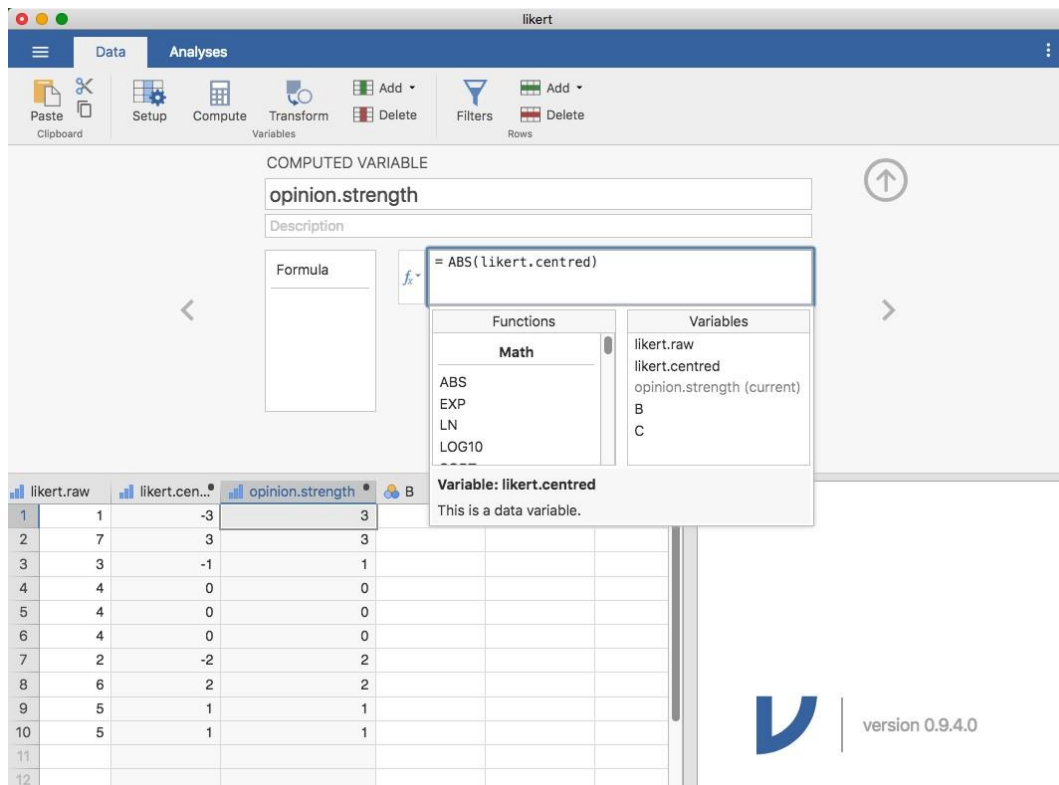 likert
Data Analyses
Paste Setup Compute Transform Add Delete Filters Add Delete
Clipboard Variables Rows
COMPUTED VARIABLE
opinion.strength
Description
Formula
fx
= ABS(likert.centred)
Functions Variables
Math
ABS
EXP
LN
LOG10
likert.raw
likert.centred
opinion.strength (current)
B
C
Variable: likert.centred
This is a data variable.
likert.raw likert.cen... opinion.strength B
1 1 -3 3
2 7 3 3
3 3 -1 1
4 4 0 0
5 4 0 0
6 4 0 0
7 2 -2 2
8 6 2 2
9 5 1 1
10 5 1 1
11
12
version 0.9.4.0